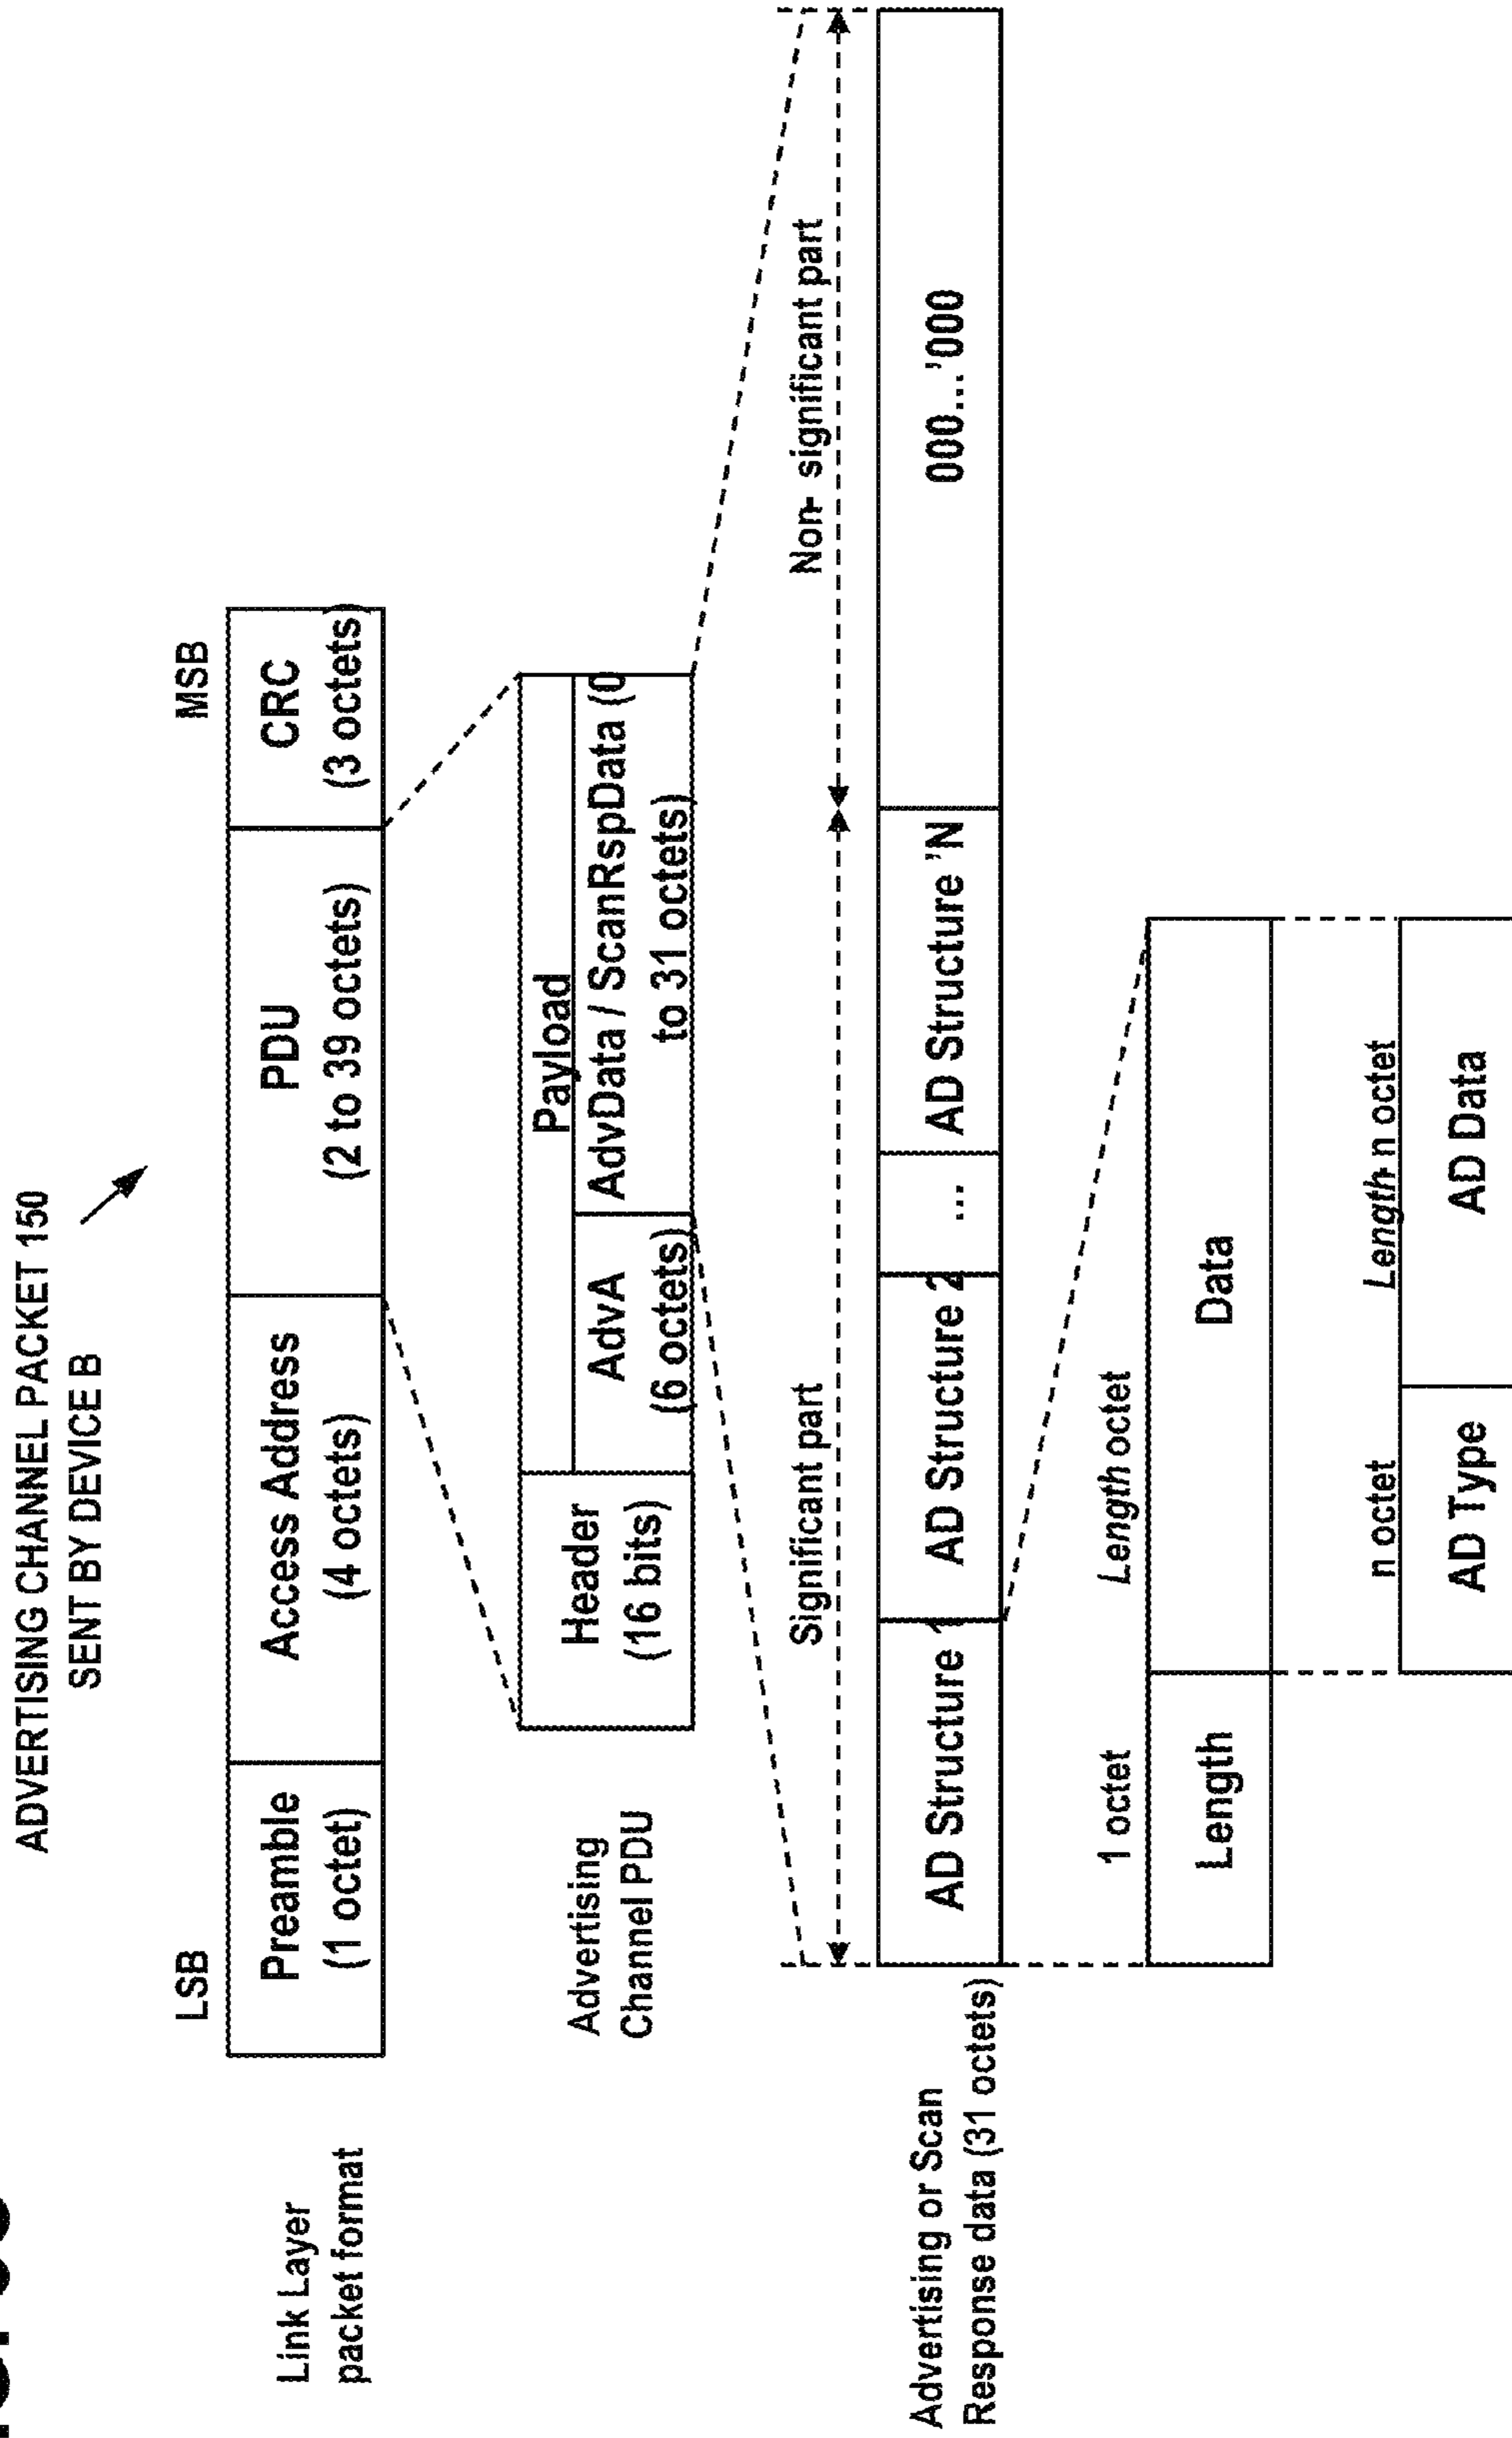 ADVERTISING CHANNEL PACKET 150
SENT BY DEVICE B
LSB
MSB
Link Layer
packet format
Preamble
(1 octet)
Access Address
(4 octets)
PDU
(2 to 39 octets)
CRC
(3 octets)
Advertising
Channel PDU
Header
(16 bits)
Payload
AdvA
(6 octets)
AdvData / ScanRspData (0
to 31 octets)
Significant part
Non- significant part
Advertising or Scan
Response data (31 octets)
AD Structure 1
AD Structure 2
...
AD Structure 'N
000...'000
1 octet
Length octet
Length
Data
n octet
Length-n octet
AD Type
AD Data